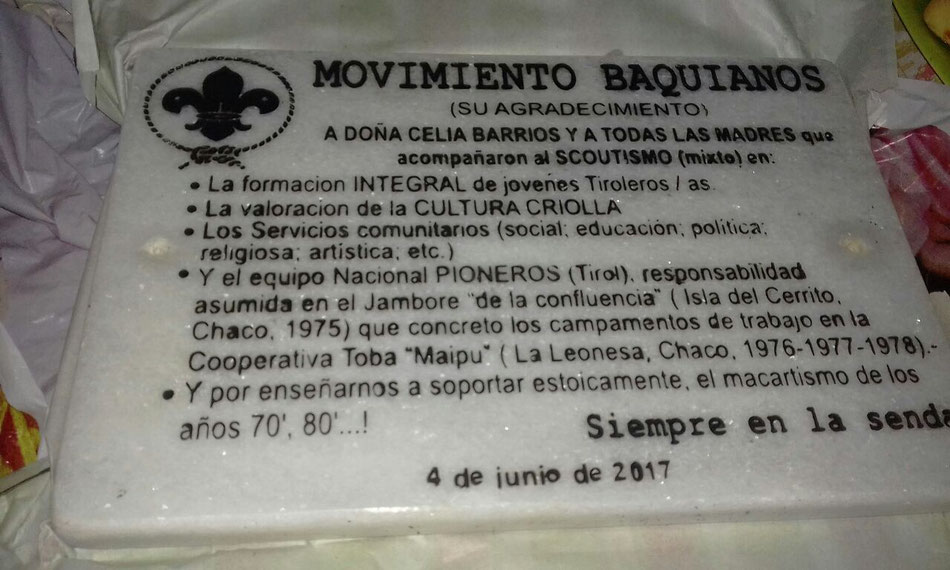 MOVIMIENTO BAQUIANOS
(SU AGRADECIMIENTO)
A DOÑA CELIA BARRIOS Y A TODAS LAS MADRES que
acompañaron al SCOUTISMO (mixto) en:
• La formacion INTEGRAL de jovenes Tiroleros / as.
• La valoracion de la CULTURA CRIOLLA
• Los Servicios comunitarios (social; educación; política;
religiosa; artística; etc.)
• Y el equipo Nacional PIONEROS (Tirol), responsabilidad
asumida en el Jambore "de la confluencia" ( Isla del Cerrito,
Chaco, 1975) que concreto los campamentos de trabajo en la
Cooperativa Toba "Maipu" ( La Leonesa, Chaco, 1976-1977-1978).-
• Y por enseñarnos a soportar estoicamente, el macartismo de los
años 70', 80'...!
Siempre en la senda
4 de junio de 2017